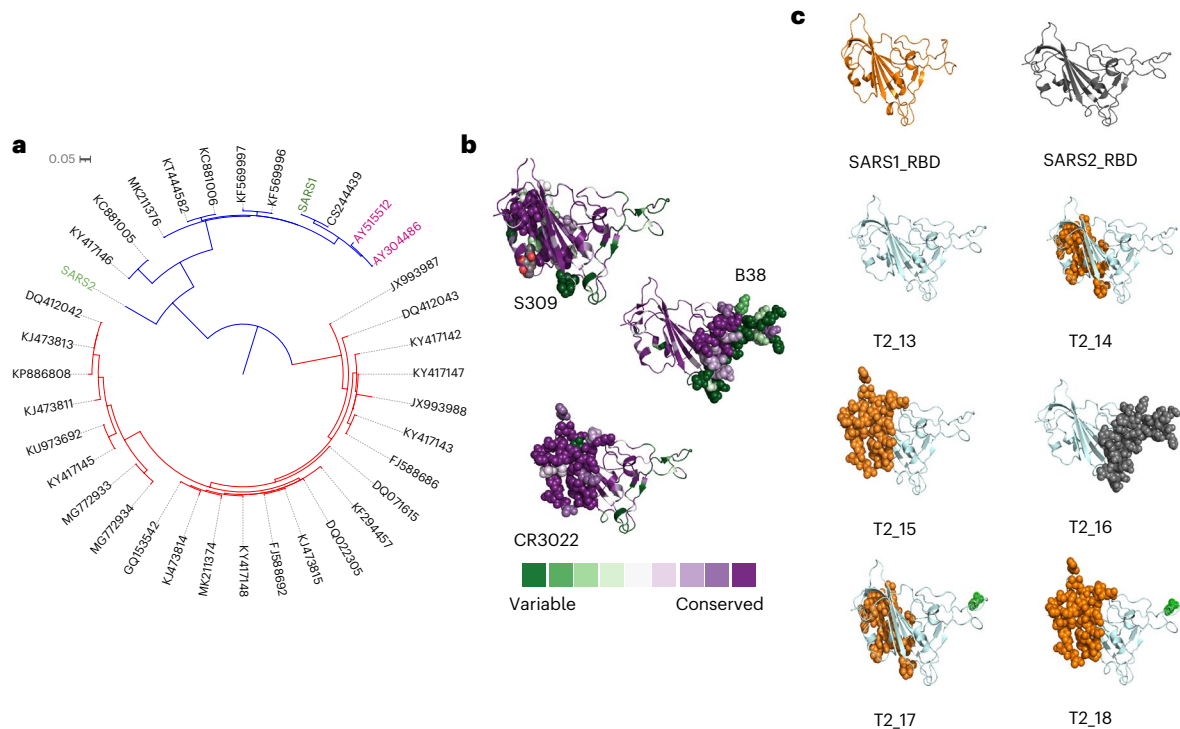 a
0.05
KY417146
KC881005
MK211376
KT444582
KC881006
KF569997
KF569996
SARS1
CS244439
AY515512
AY304486
SARS2
JX993987
DQ412043
KY417142
KY417147
JX993988
KY417143
FJ588686
DQ071615
KF294457
DQ022305
KJ473815
FJ588692
KY417148
MK211374
KJ473814
GQ153542
MG772934
MG772933
KY417145
KU973692
KJ473811
KP886808
KJ473813
DQ412042
b
S309
B38
CR3022
Variable Conserved
c
SARS1_RBD SARS2_RBD
T2_13 T2_14
T2_15 T2_16
T2_17 T2_18